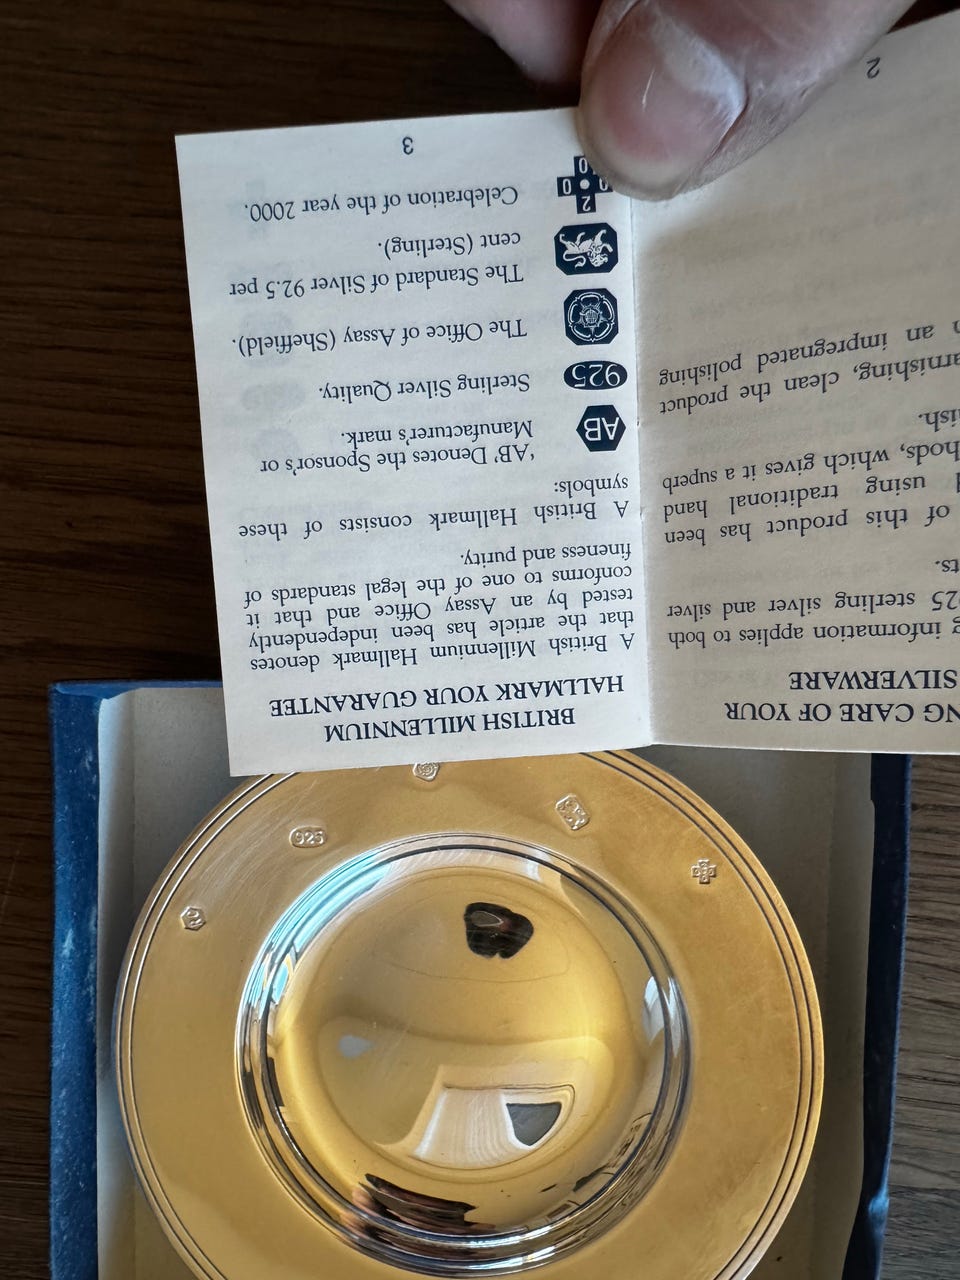 NG CARE OF YOUR
SILVERWARE
g information applies to both
25 sterling silver and silver
ts.
of this product has been
using traditional hand
hods, which gives it a superb
ish.
arnishing, clean the product
an impregnated polishing
2
BRITISH MILLENNIUM
HALLMARK YOUR GUARANTEE
A British Millennium Hallmark denotes
that the article has been independently
tested by an Assay Office and that it
conforms to one of the legal standards of
fineness and purity.
A British Hallmark consists of these
symbols:
AB 'AB' Denotes the Sponsor's or
Manufacturer's mark.
925 Sterling Silver Quality.
The Office of Assay (Sheffield).
The Standard of Silver 92.5 per
cent (Sterling).
2000 Celebration of the year 2000.
3
925